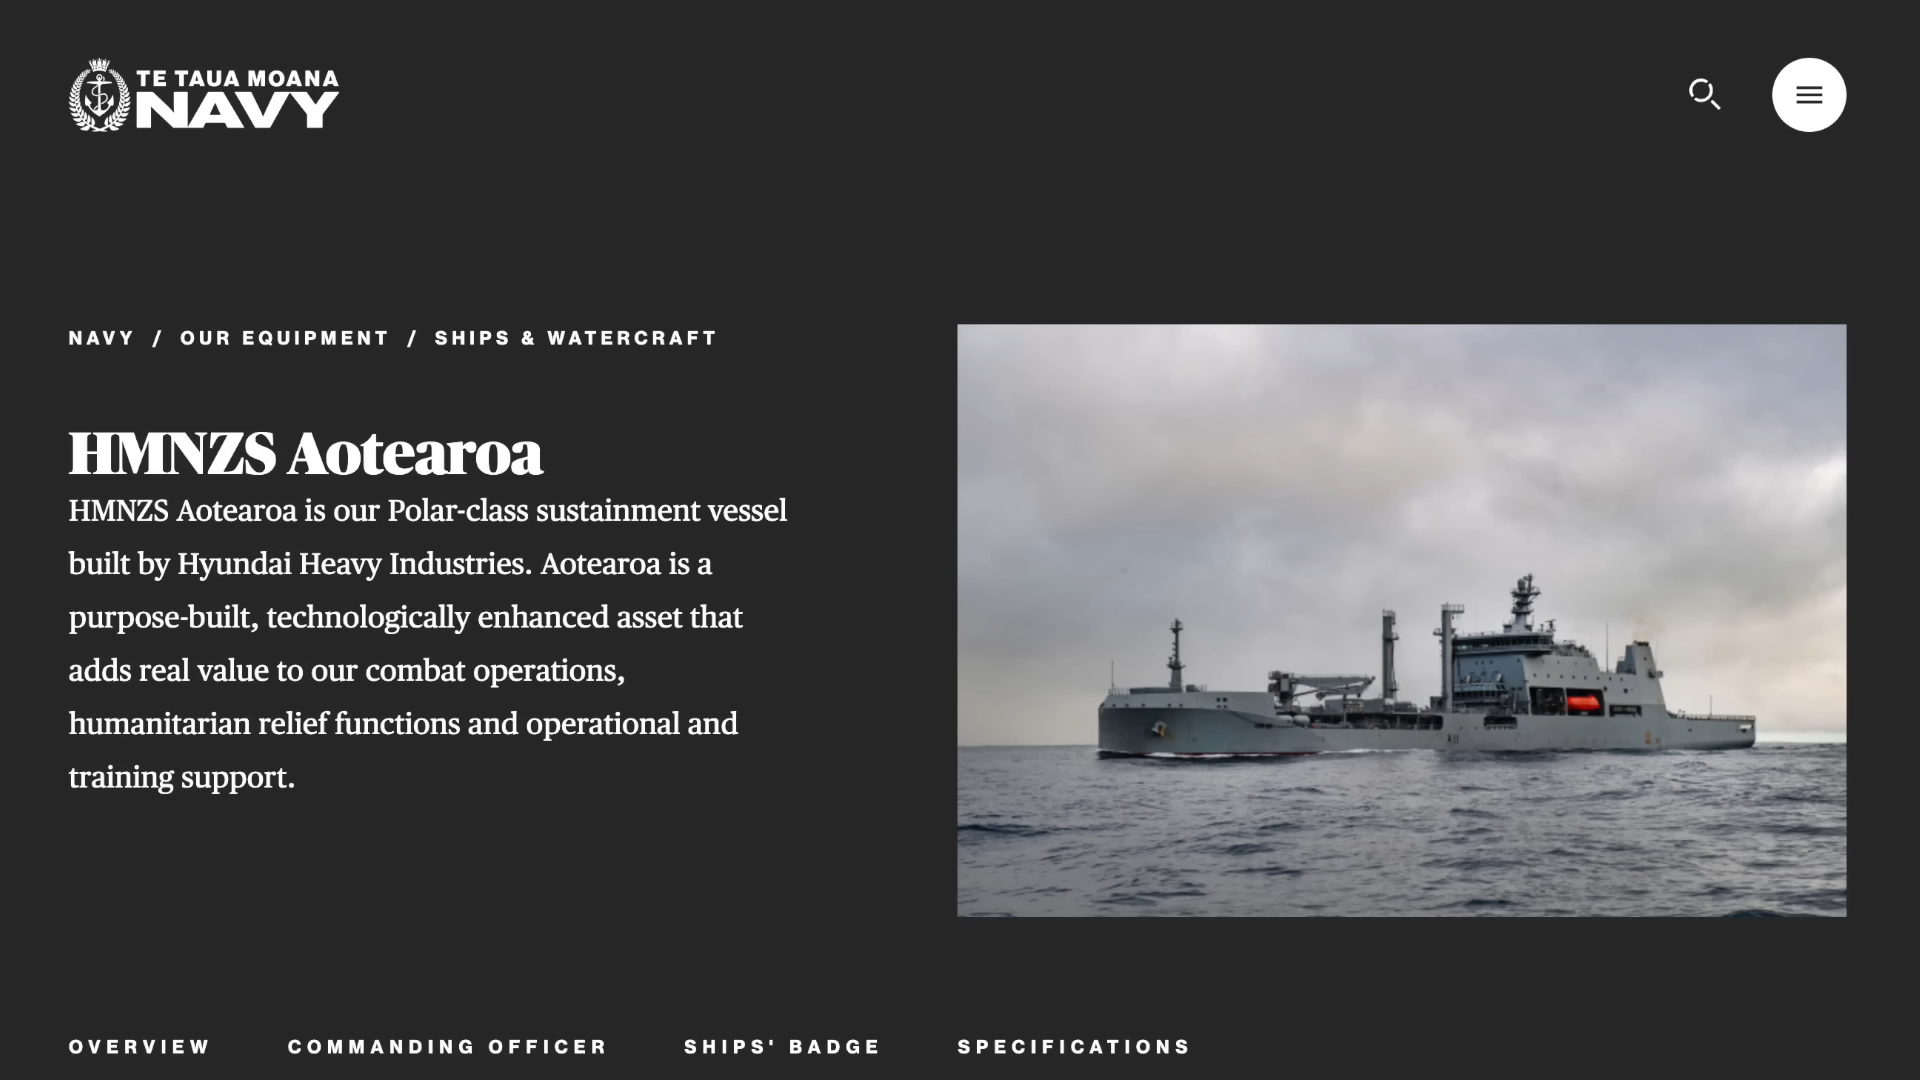 TE TAUA MOANA
NAVY
NAVY / OUR EQUIPMENT / SHIPS & WATERCRAFT
HMNZS Aotearoa
HMNZS Aotearoa is our Polar-class sustainment vessel
built by Hyundai Heavy Industries. Aotearoa is a
purpose-built, technologically enhanced asset that
adds real value to our combat operations,
humanitarian relief functions and operational and
training support.
A11
OVERVIEW COMMANDING OFFICER SHIPS' BADGE SPECIFICATIONS